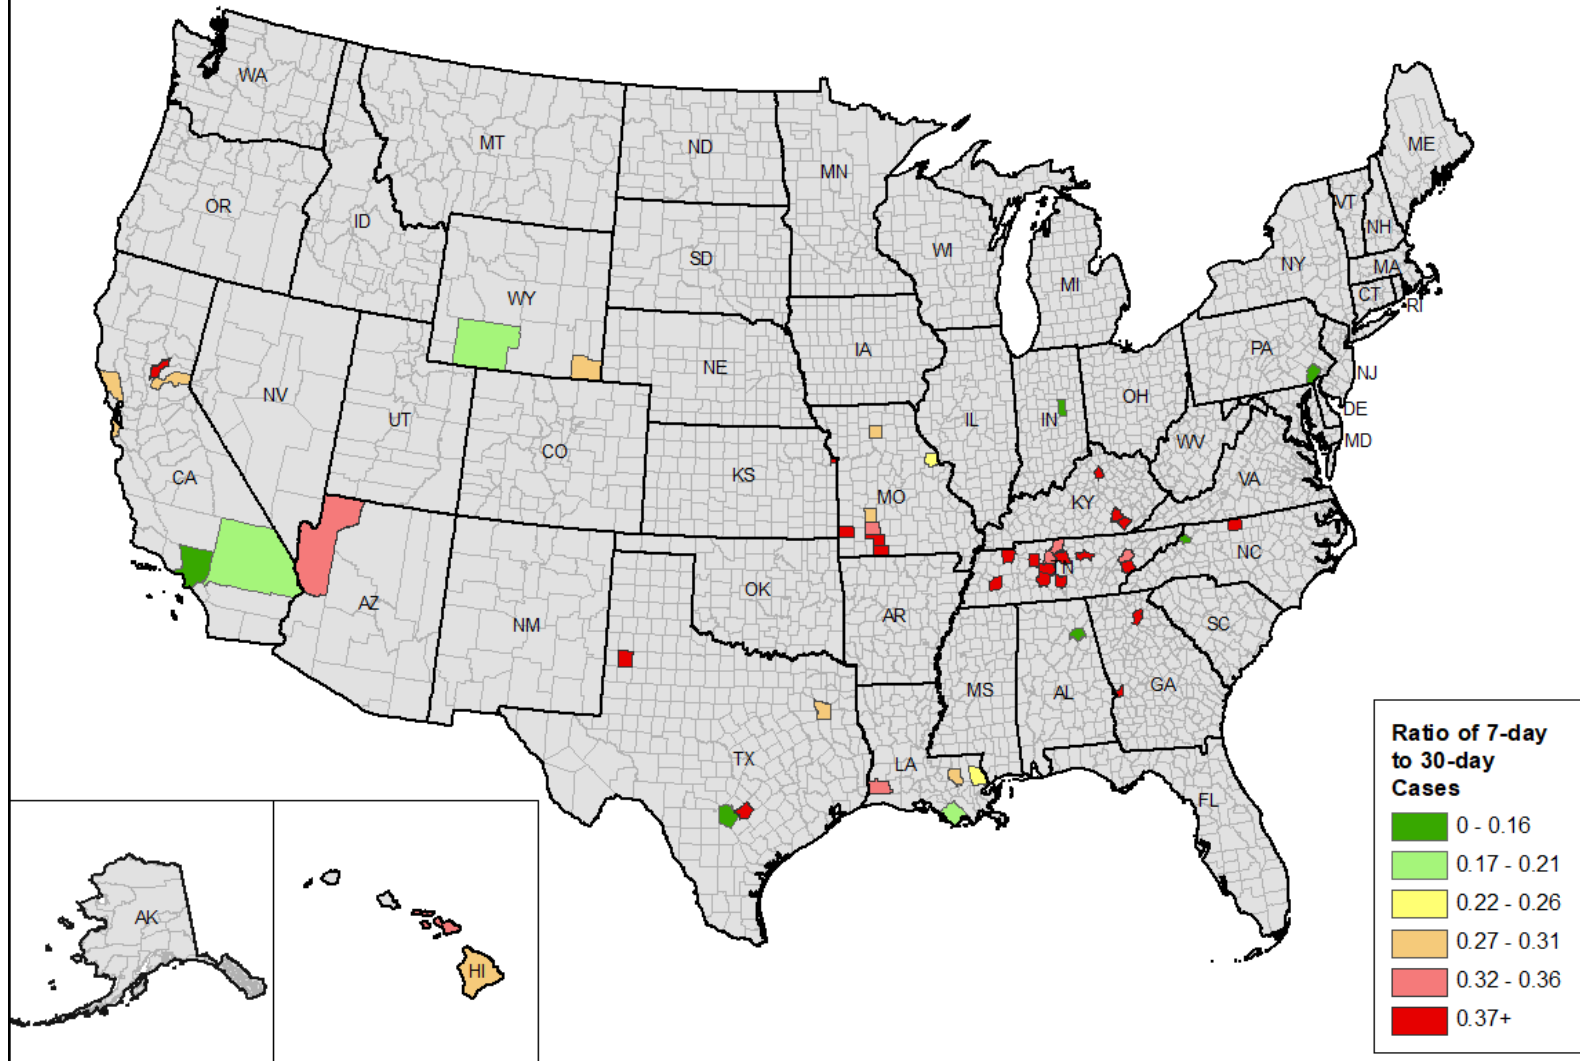 WA
MT
ND
MN
ME
OR
ID
VT
NH
WI
SD
NY
MA
MI
CT
RI
WY
IA
PA
NE
NJ
OH
NV
UT
IL
IN
DE
MD
WV
CO
KS
CA
MO
KY
VA
NC
TN
OK
AZ
AR
NM
SC
MS
AL
GA
TX
LA
FL
AK
HI
Ratio of 7-day
to 30-day
Cases
0 - 0.16
0.17 - 0.21
0.22 - 0.26
0.27 - 0.31
0.32 - 0.36
0.37+